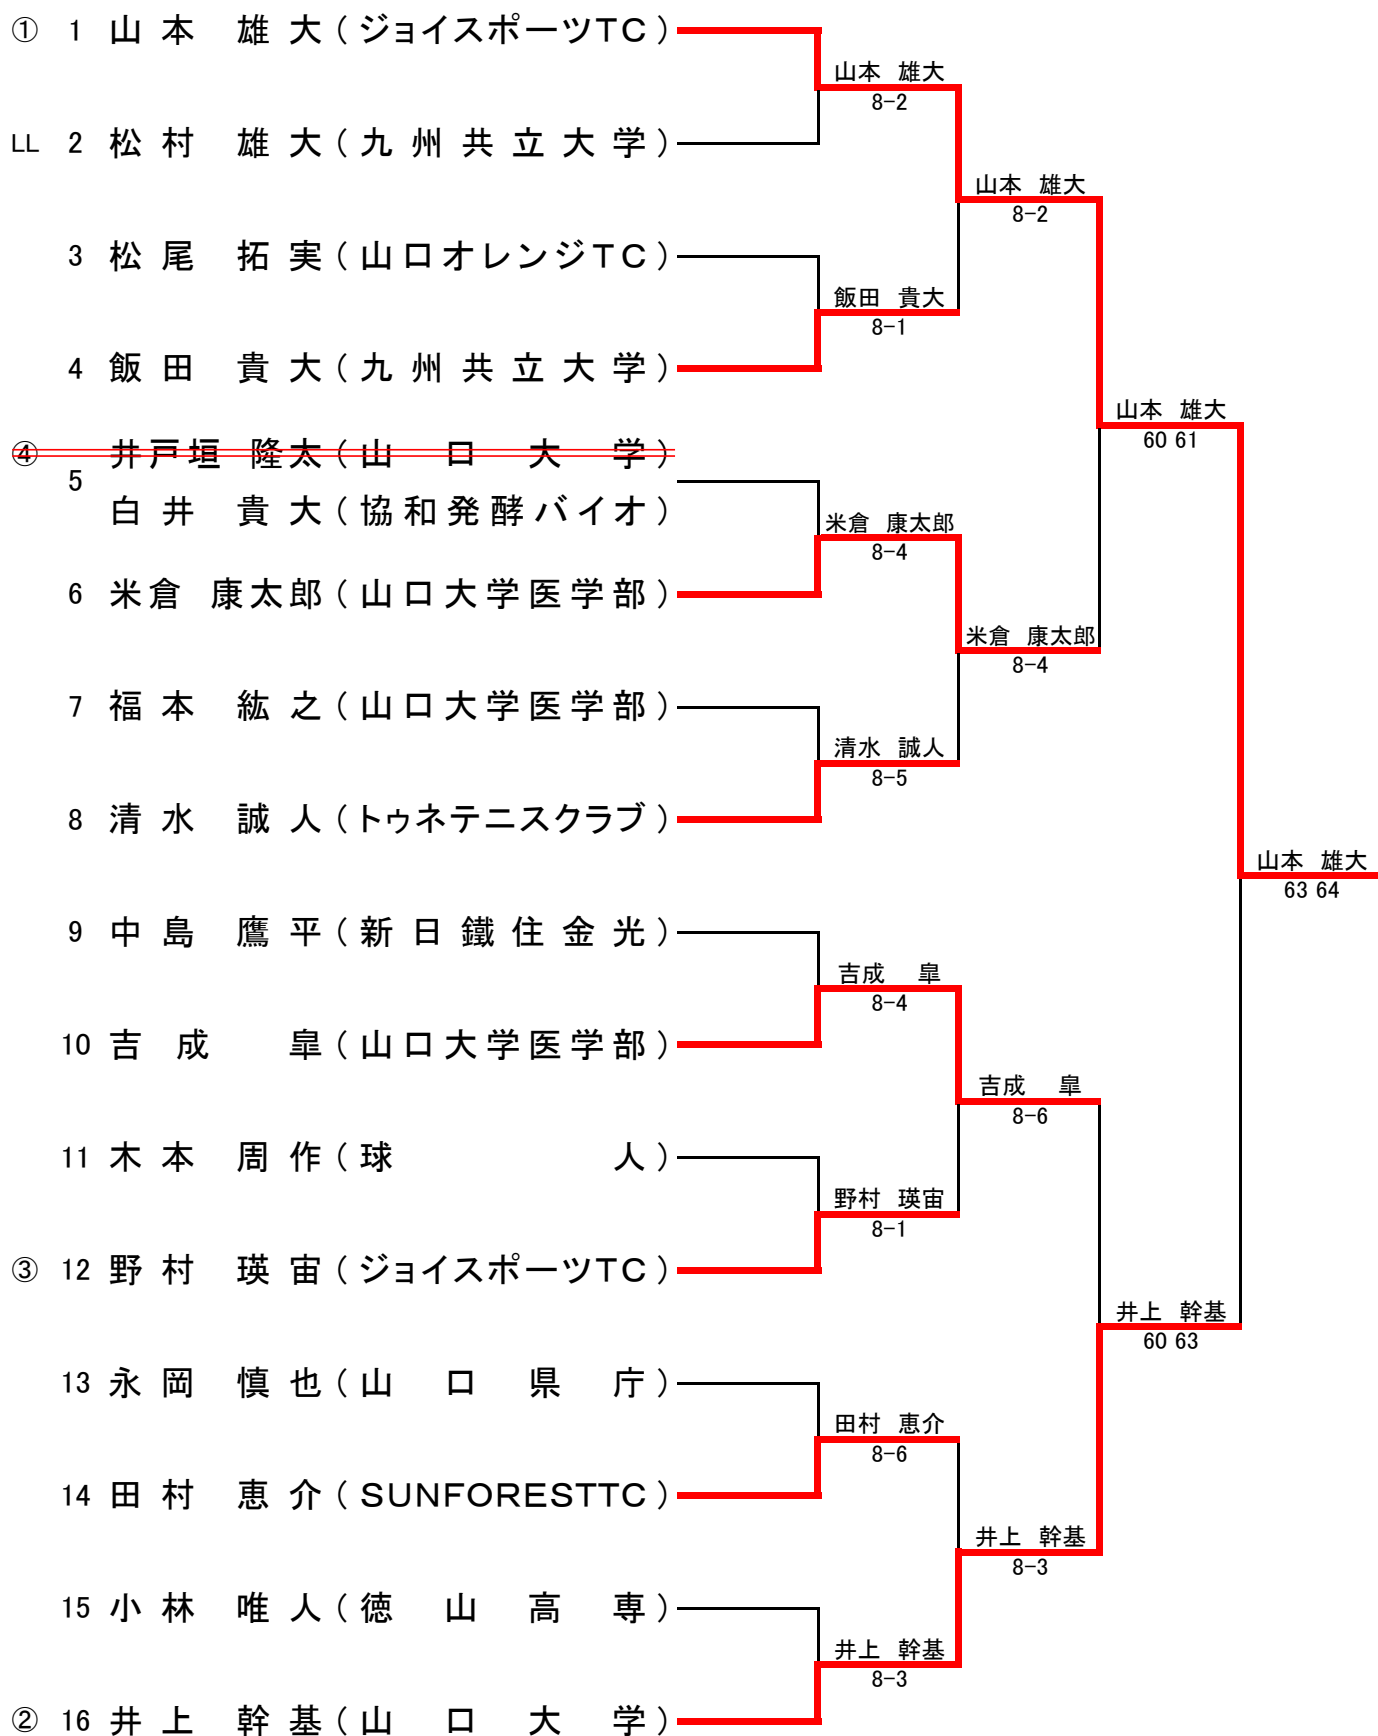 ① 1 山本 雄大(ジョイスポーツTC)
山本 雄大
8-2
LL 2 松村 雄大(九州共立大学)
山本 雄大
8-2
3 松尾 拓実(山口オレンジTC)
飯田 貴大
8-1
4 飯田 貴大(九州共立大学)
山本 雄大
60 61
④ 井戸垣 隆太(山口大学)
5
白井 貴大(協和発酵バイオ)
米倉 康太郎
8-4
6 米倉 康太郎(山口大学医学部)
米倉 康太郎
8-4
7 福本 紘之(山口大学医学部)
清水 誠人
8-5
8 清水 誠人(トゥネテニスクラブ)
山本 雄大
63 64
9 中島 鷹平(新日鐵住金光)
吉成 皐
8-4
10 吉成 皐(山口大学医学部)
吉成 皐
8-6
11 木本 周作(球人)
野村 瑛宙
8-1
③ 12 野村 瑛宙(ジョイスポーツTC)
井上 幹基
60 63
13 永岡 慎也(山口県庁)
田村 恵介
8-6
14 田村 恵介(SUNFORESTTC)
井上 幹基
8-3
15 小林 唯人(徳山高専)
井上 幹基
8-3
② 16 井上 幹基(山口大学)